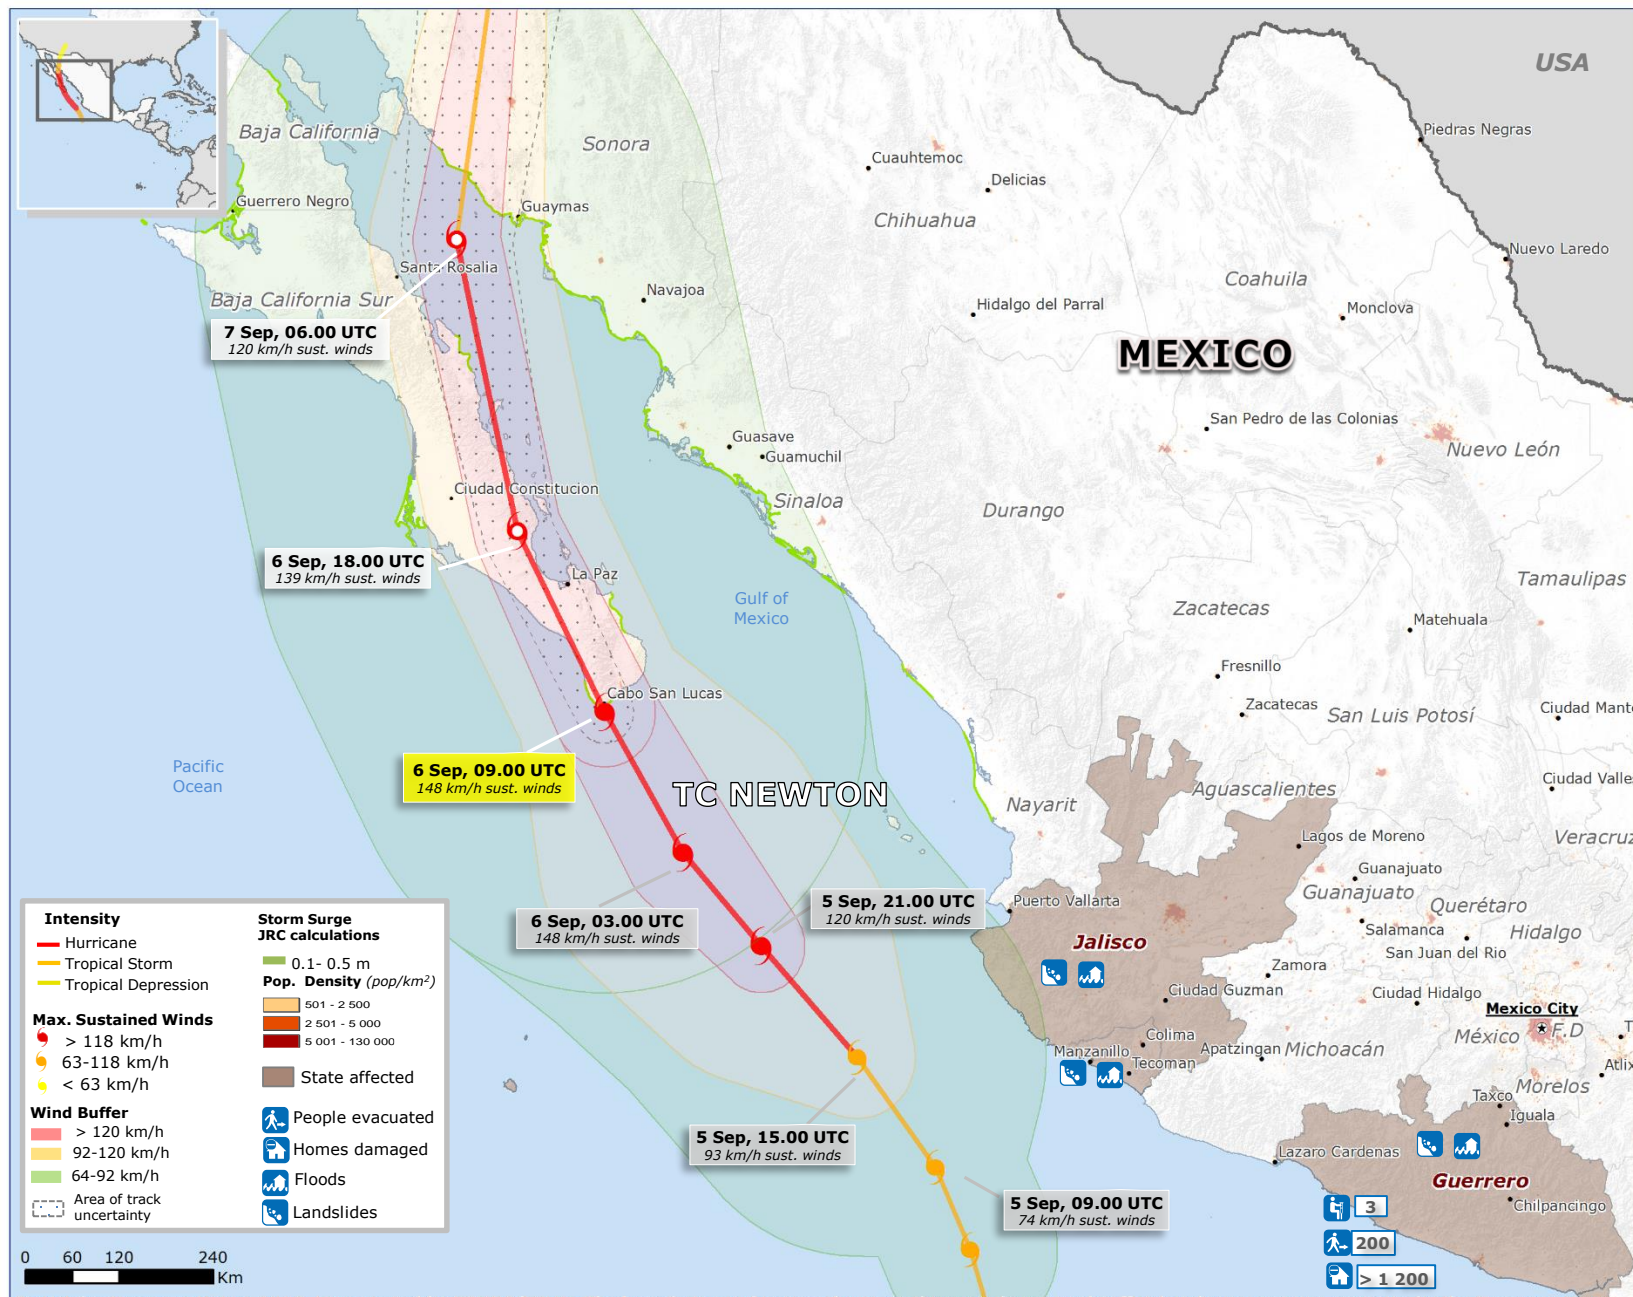 USA
Piedras Negras
Baja California
Sonora
Cuauhtemoc
Delicias
Chihuahua
Guerrero Negro
Guaymas
Nuevo Laredo
Santa Rosalia
Coahuila
Baja California Sur
Navajoa
Hidalgo del Parral
Monclova
7 Sep, 06.00 UTC
120 km/h sust. winds
MEXICO
San Pedro de las Colonias
Guasave
Guamuchil
Nuevo León
Ciudad Constitucion
Sinaloa
Durango
6 Sep, 18.00 UTC
139 km/h sust. winds
La Paz
Tamaulipas
Gulf of
Mexico
Zacatecas
Matehuala
Fresnillo
Cabo San Lucas
Zacatecas
San Luis Potosí
Ciudad Mante
Pacific
Ocean
6 Sep, 09.00 UTC
148 km/h sust. winds
TC NEWTON
Nayarit
Aguascalientes
Ciudad Valles
Lagos de Moreno
Veracruz
Guanajuato
Guanajuato
Puerto Vallarta
Querétaro
5 Sep, 21.00 UTC
120 km/h sust. winds
6 Sep, 03.00 UTC
148 km/h sust. winds
Jalisco
Salamanca
Hidalgo
San Juan del Rio
Zamora
Ciudad Guzman
Ciudad Hidalgo
Mexico City
México
F.D
T
Colima
Manzanillo
Tecoman
Apatzingan
Michoacán
Atlix
Morelos
Taxco
Iguala
5 Sep, 15.00 UTC
93 km/h sust. winds
Lazaro Cardenas
Guerrero
Chilpancingo
5 Sep, 09.00 UTC
74 km/h sust. winds
3
200
> 1 200
Intensity
Hurricane
Tropical Storm
Tropical Depression
Max. Sustained Winds
> 118 km/h
63-118 km/h
< 63 km/h
Wind Buffer
> 120 km/h
92-120 km/h
64-92 km/h
Area of track
uncertainty
Storm Surge
JRC calculations
0.1- 0.5 m
Pop. Density (pop/km²)
501 - 2 500
2 501 - 5 000
5 001 - 130 000
State affected
People evacuated
Homes damaged
Floods
Landslides
0 60 120 240
Km